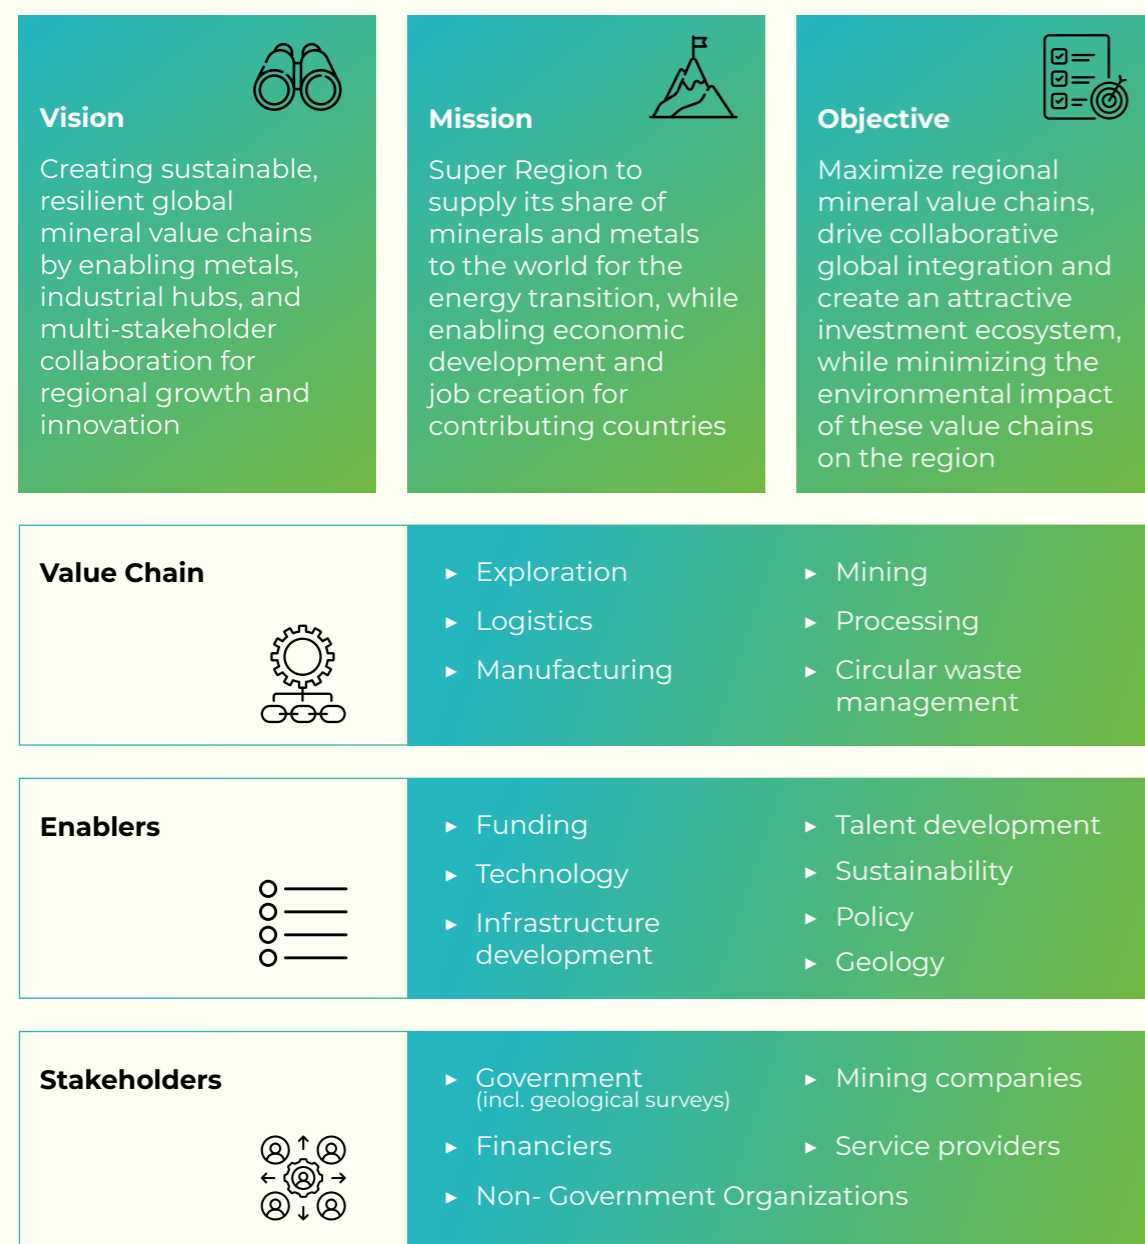 Vision
Creating sustainable,
resilient global
mineral value chains
by enabling metals,
industrial hubs, and
multi-stakeholder
collaboration for
regional growth and
innovation
Mission
Super Region to
supply its share of
minerals and metals
to the world for the
energy transition, while
enabling economic
development and
job creation for
contributing countries
Objective
Maximize regional
mineral value chains,
drive collaborative
global integration and
create an attractive
investment ecosystem,
while minimizing the
environmental impact
of these value chains
on the region
Value Chain
▸ Exploration
▸ Logistics
▸ Manufacturing
▸ Mining
▸ Processing
▸ Circular waste
management
Enablers
▸ Funding
▸ Technology
▸ Infrastructure
development
▸ Talent development
▸ Sustainability
▸ Policy
▸ Geology
Stakeholders
▸ Government
(incl. geological surveys)
▸ Financiers
▸ Non- Government Organizations
▸ Mining companies
▸ Service providers